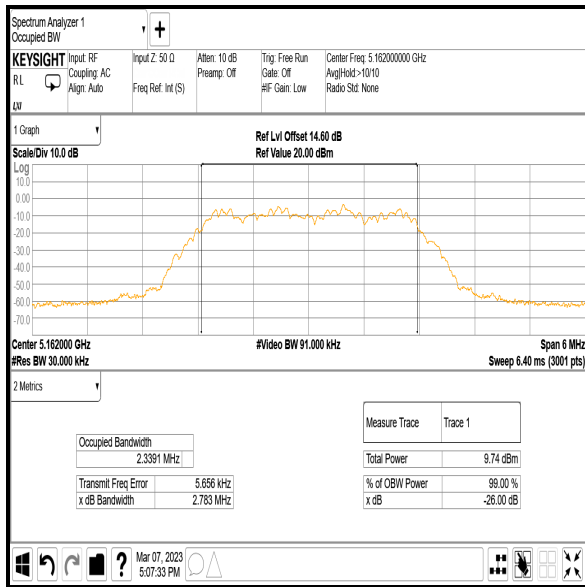 Spectrum Analyzer 1
Occupied BW
+
KEYSIGHT
RL
LXI
Input: RF
Coupling: AC
Align: Auto
Input Z: 50 Ω
Freq Ref: Int (S)
Atten: 10 dB
Preamp: Off
Trig: Free Run
Gate: Off
#IF Gain: Low
Center Freq: 5.162000000 GHz
Avg|Hold:>10/10
Radio Std: None
1 Graph
Scale/Div 10.0 dB
Ref Lvl Offset 14.60 dB
Ref Value 20.00 dBm
Log
10.0
0.00
-10.0
-20.0
-30.0
-40.0
-50.0
-60.0
-70.0
Center 5.162000 GHz
#Video BW 91.000 kHz
Span 6 MHz
#Res BW 30.000 kHz
Sweep 6.40 ms (3001 pts)
2 Metrics
Occupied Bandwidth
2.3391 MHz
Transmit Freq Error 5.656 kHz
x dB Bandwidth 2.783 MHz
Measure Trace Trace 1
Total Power 9.74 dBm
% of OBW Power 99.00 %
x dB -26.00 dB
?
Mar 07, 2023
5:07:33 PM